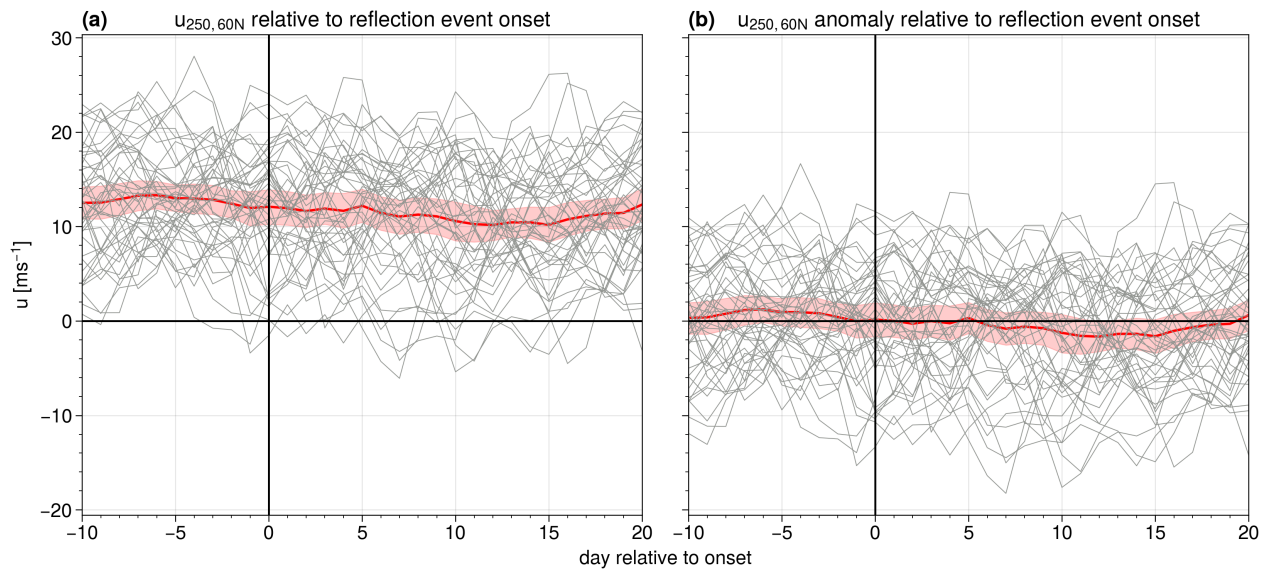 (a) u250, 60N relative to reflection event onset
(b) u250, 60N anomaly relative to reflection event onset
30
20
10
0
−10
−20
u [ms−1]
−10 −5 0 5 10 15 20
−10 −5 0 5 10 15 20
day relative to onset